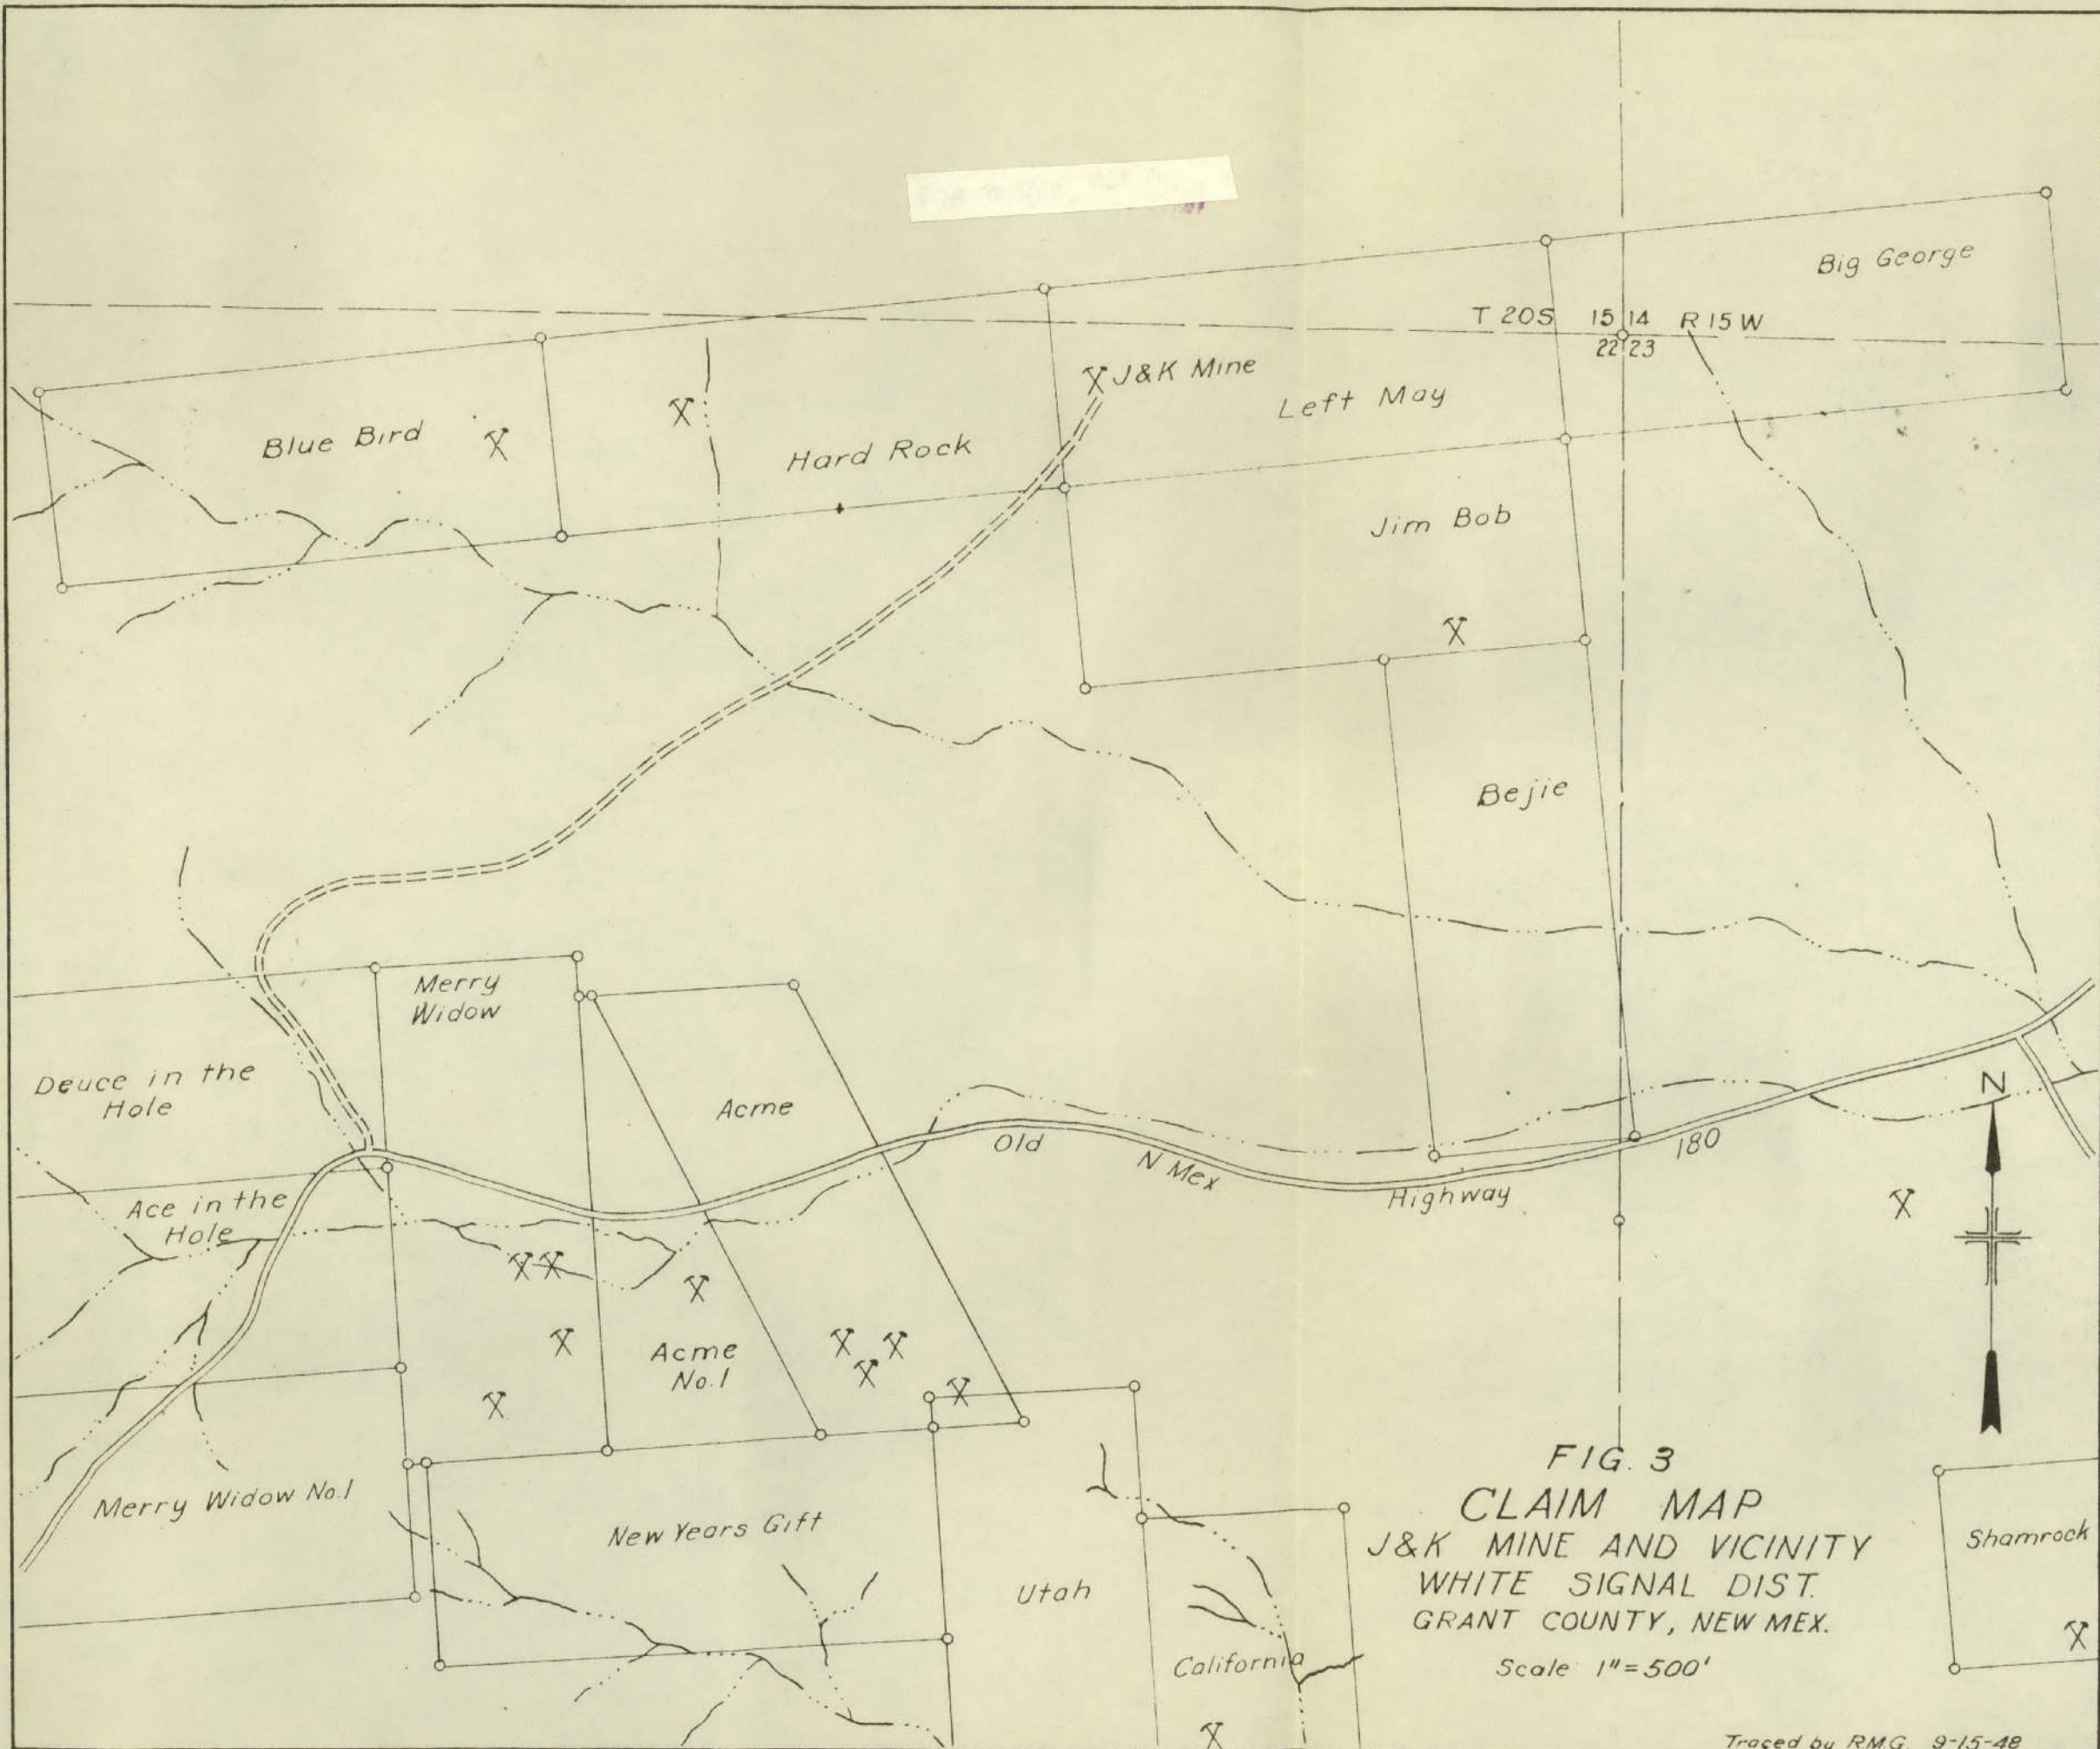 Big George
T 20S 15 14 R 15 W
22 23
J&K Mine
Left May
Blue Bird
Hard Rock
Jim Bob
Bejie
Merry
Widow
Deuce in the
Hole
Acme
Old N Mex Highway 180
N
Ace in the
Hole
Acme
No. 1
Merry Widow No. 1
New Years Gift
Utah
California
Shamrock
FIG. 3
CLAIM MAP
J&K MINE AND VICINITY
WHITE SIGNAL DIST.
GRANT COUNTY, NEW MEX.
Scale 1"=500'
Traced by RMG. 9-15-48